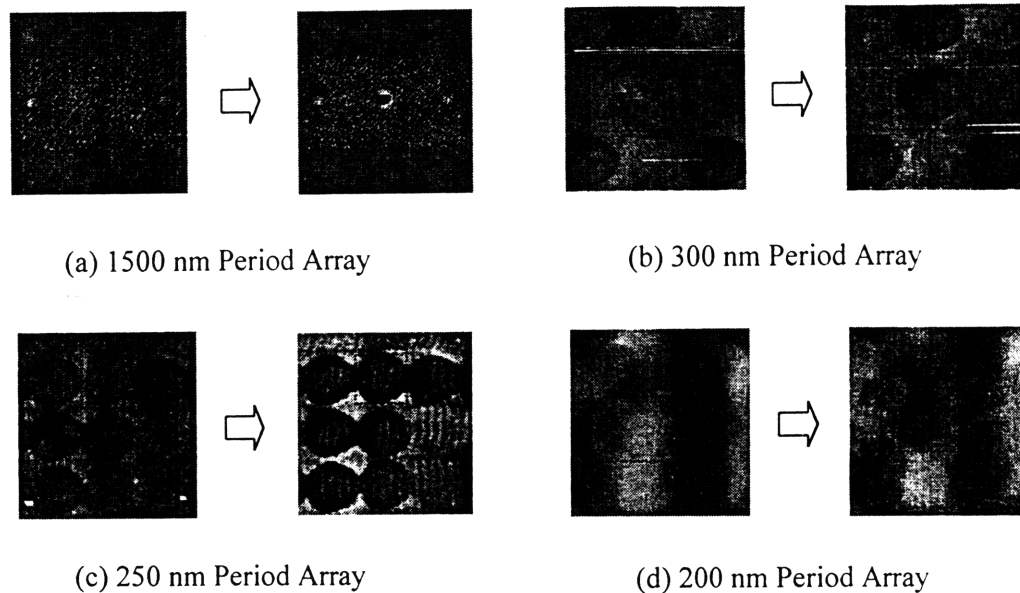 (a) 1500 nm Period Array
(b) 300 nm Period Array
(c) 250 nm Period Array
(d) 200 nm Period Array